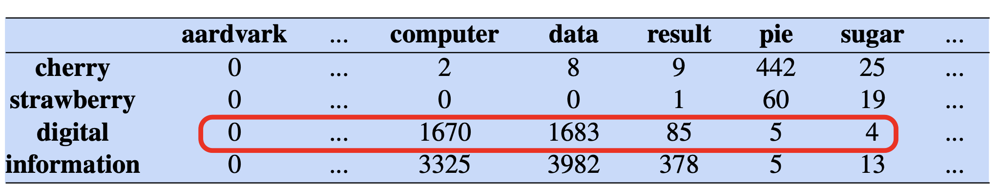 aardvark ... computer data result pie sugar ...
cherry 0 ... 2 8 9 442 25 ...
strawberry 0 ... 0 0 1 60 19 ...
digital 0 ... 1670 1683 85 5 4 ...
information 0 ... 3325 3982 378 5 13 ...